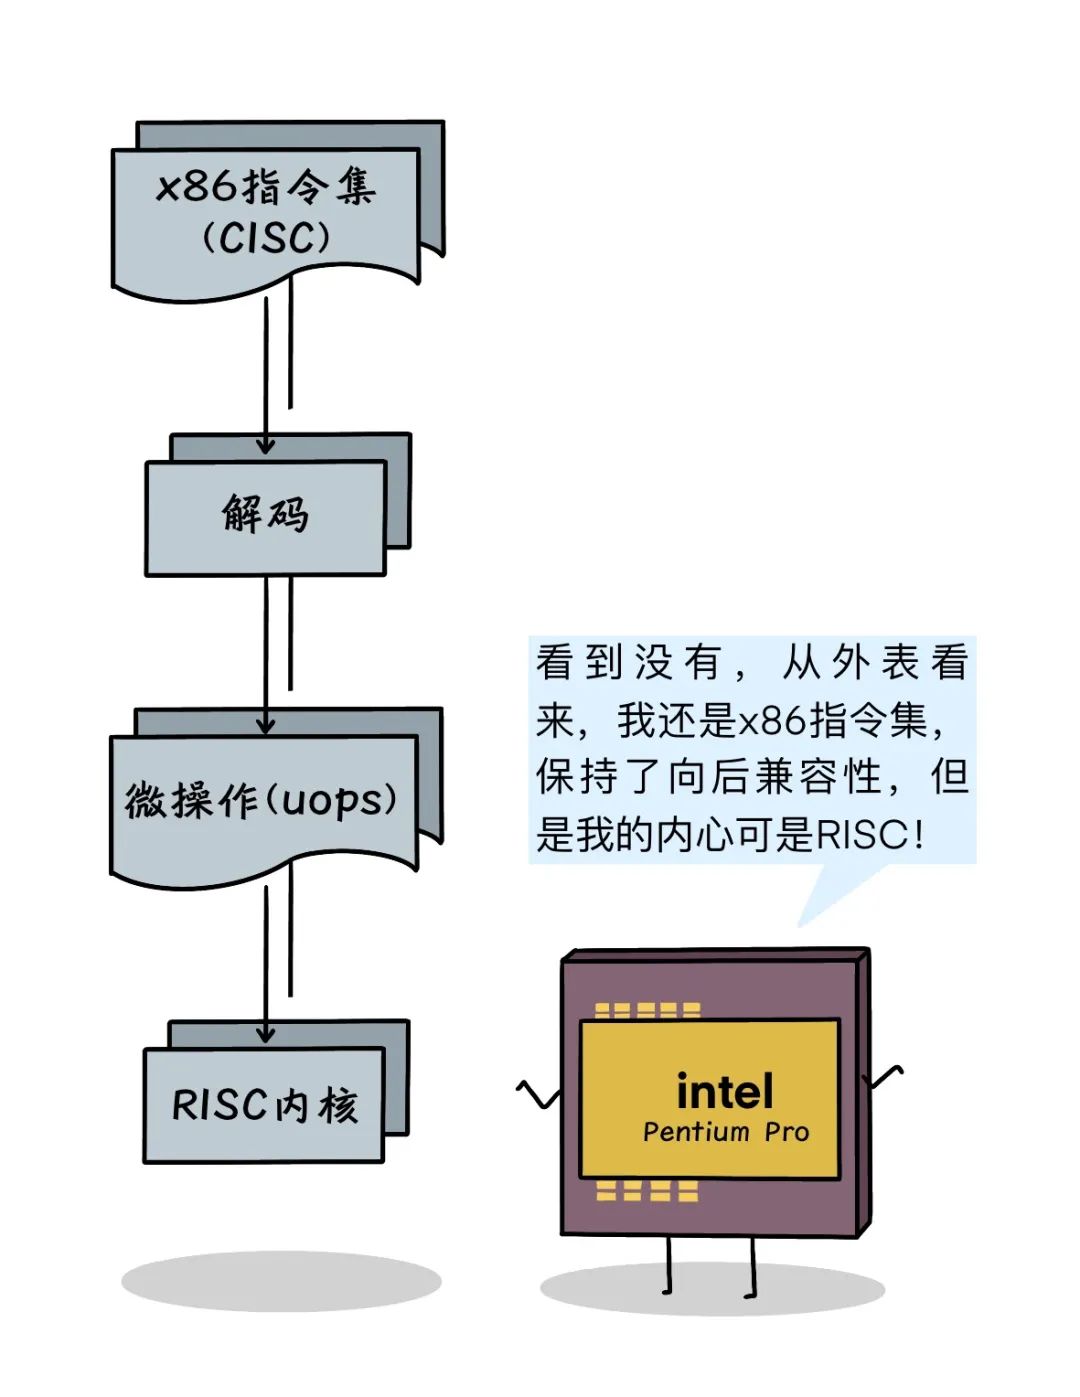 x86指令集
(CISC)
解码
微操作(uops)
RISC内核
看到没有，从外表看
来，我还是x86指令集，
保持了向后兼容性，但
是我的内心可是RISC！
intel
Pentium Pro